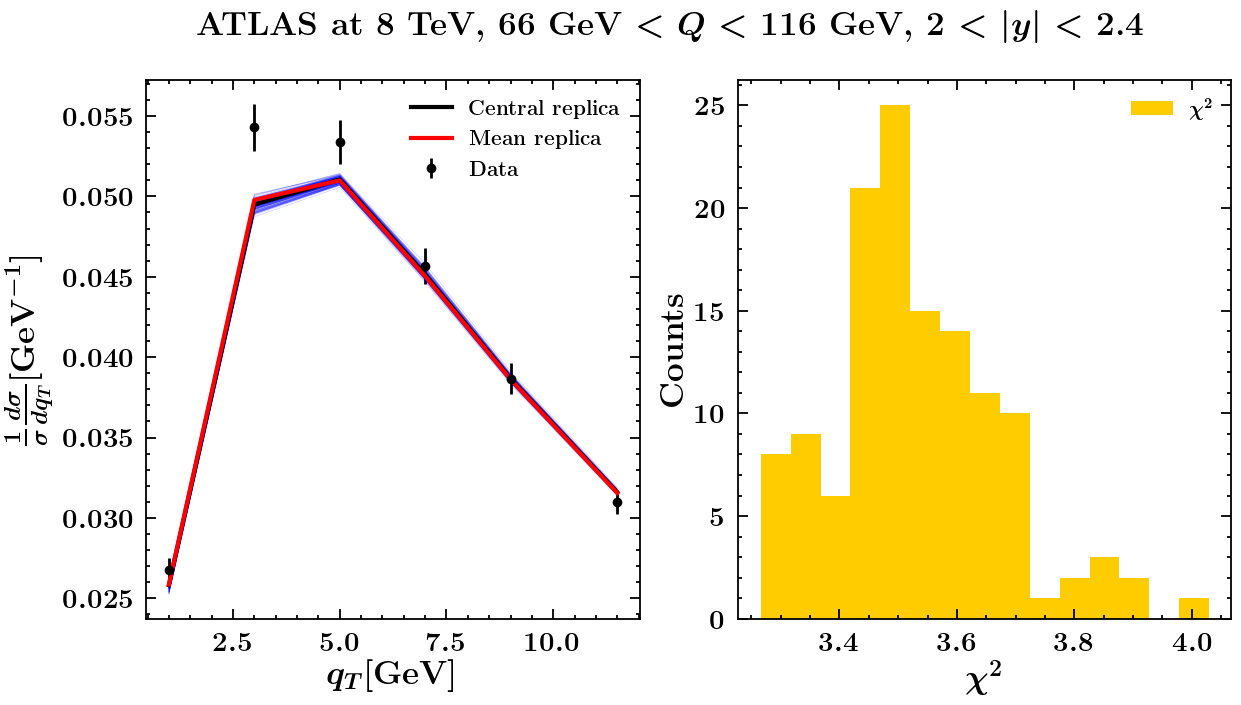 ATLAS at 8 TeV, 66 GeV < Q < 116 GeV, 2 < |y| < 2.4
0.055
0.050
0.045
0.040
0.035
0.030
0.025
2.5 5.0 7.5 10.0
q_T[GeV]
1/σ dσ/dq_T [GeV⁻¹]
Central replica
Mean replica
Data
25
20
15
10
5
0
3.4 3.6 3.8 4.0
χ²
Counts
χ²